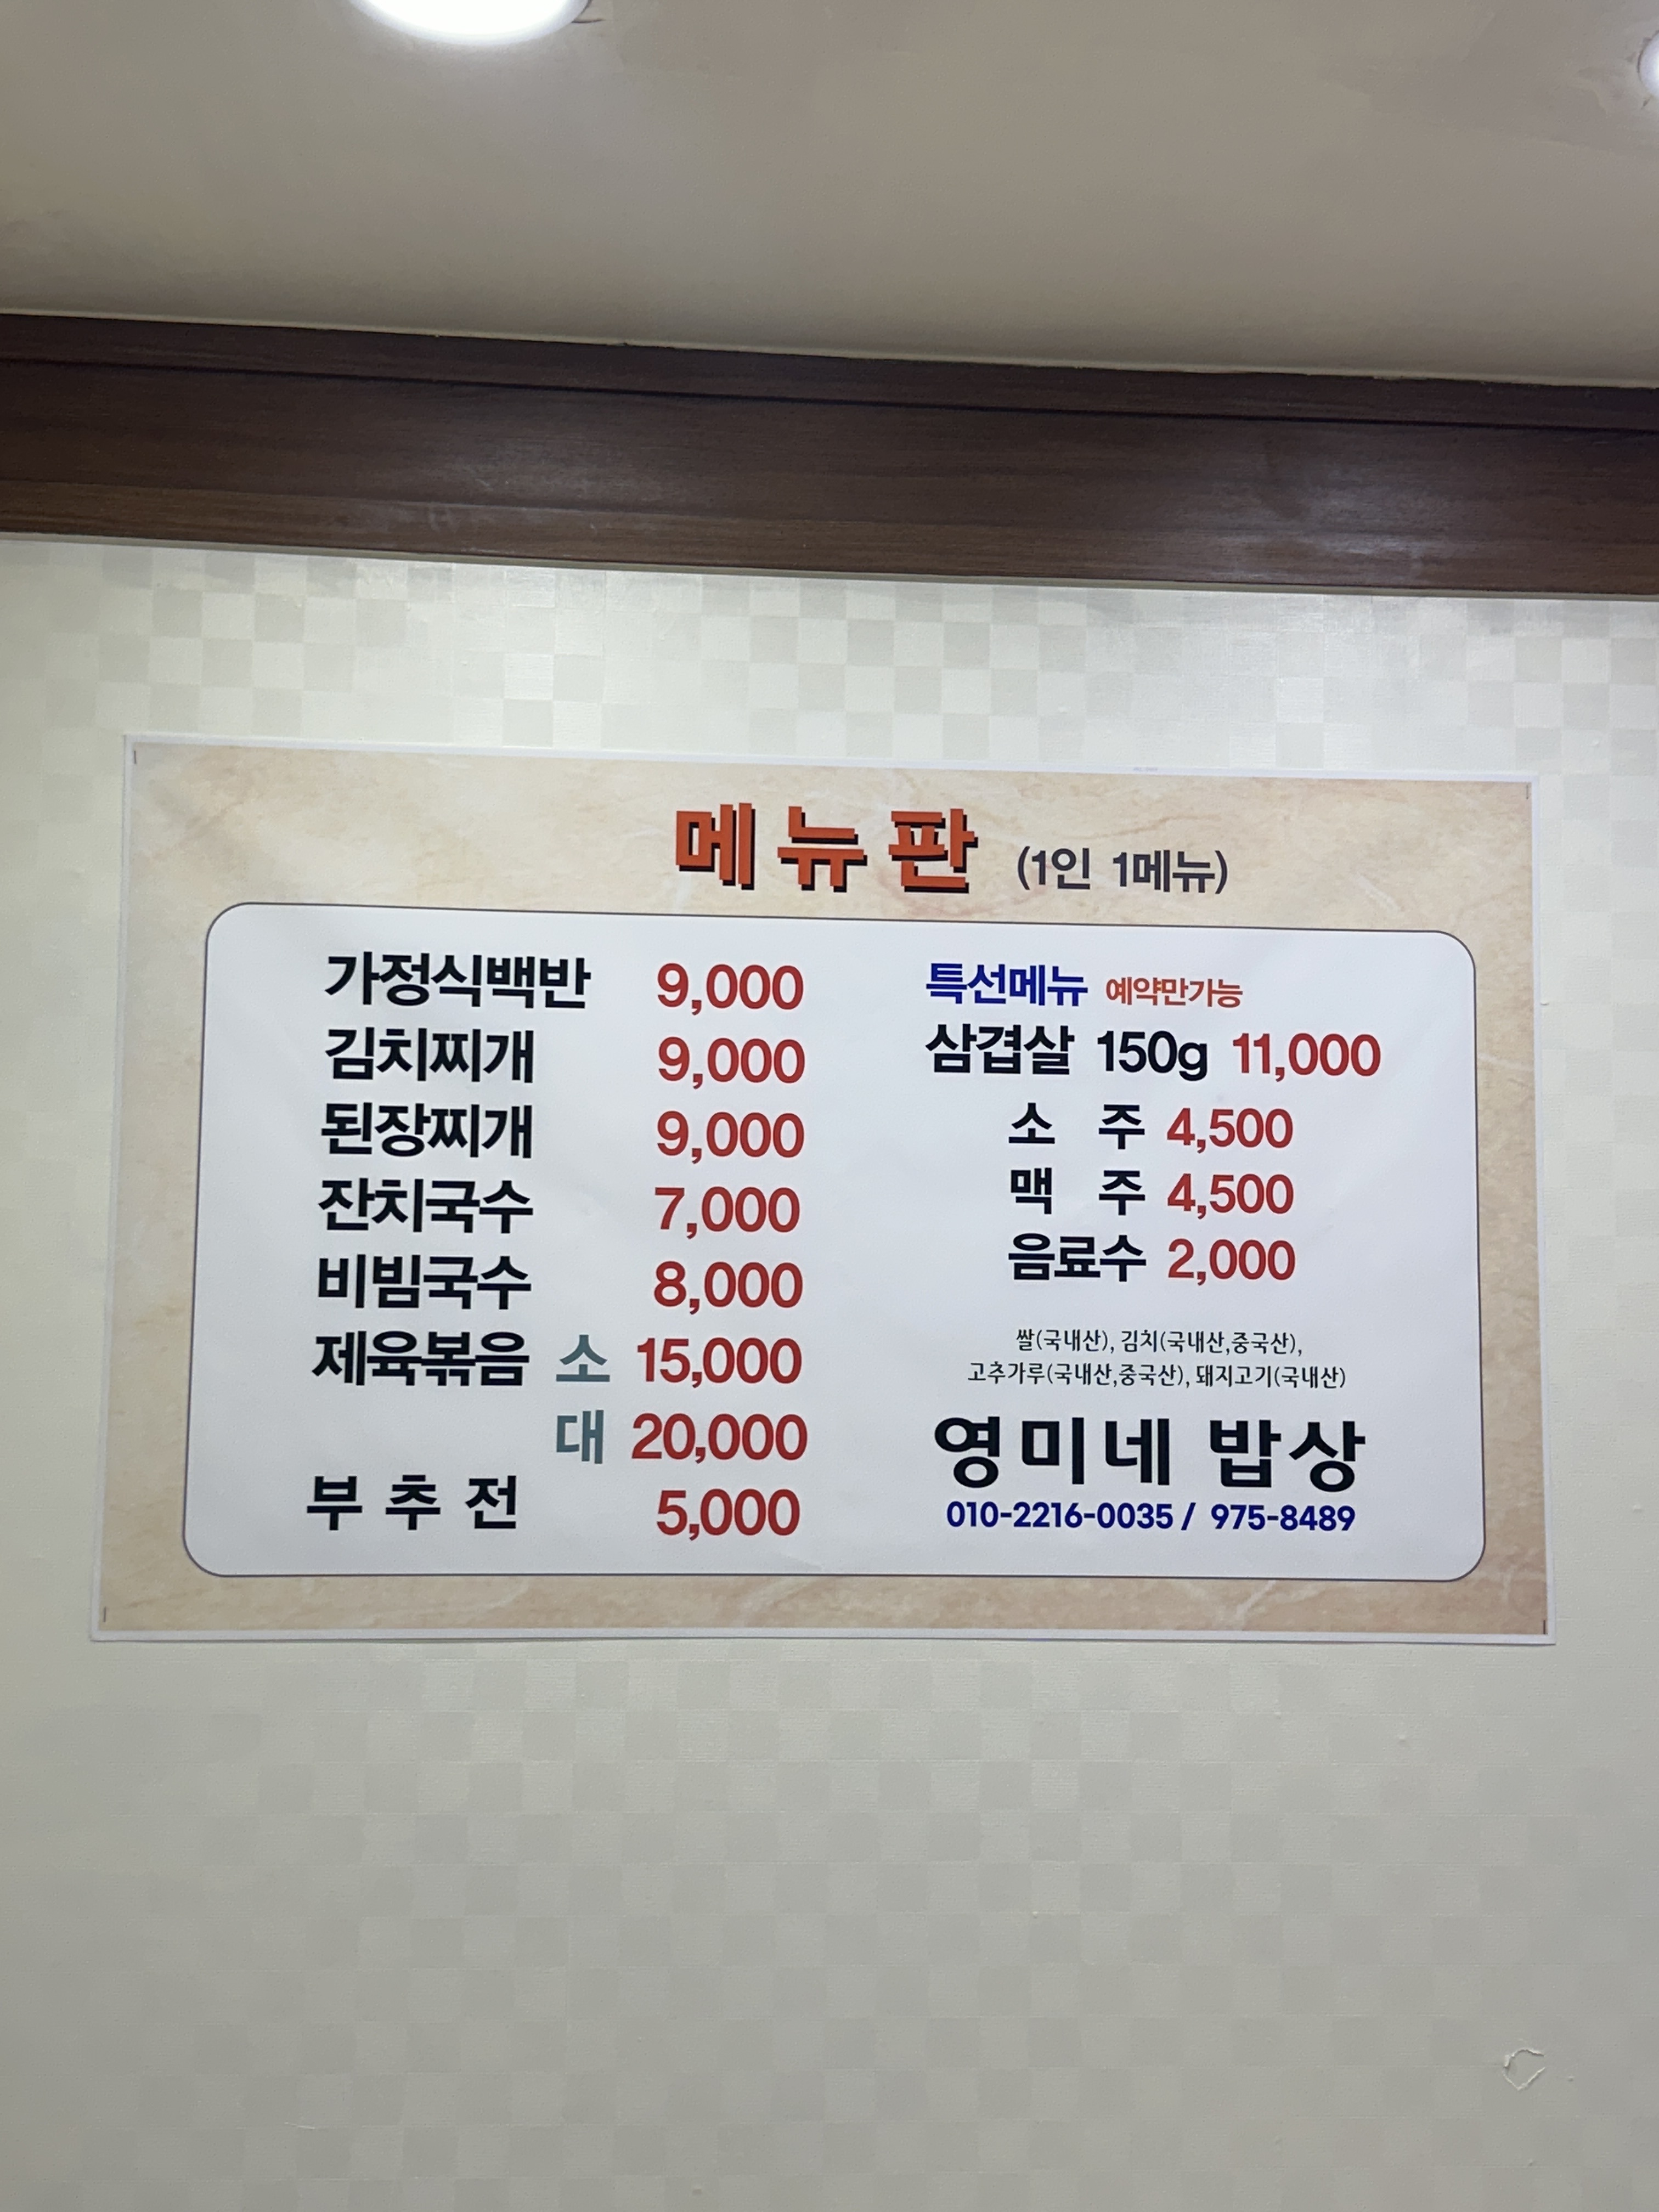 메뉴판 (1인 1메뉴)
가정식백반 9,000
김치찌개 9,000
된장찌개 9,000
잔치국수 7,000
비빔국수 8,000
제육볶음 소 15,000
대 20,000
부추전 5,000
특선메뉴 예약만가능
삼겹살 150g 11,000
소 주 4,500
맥 주 4,500
음료수 2,000
쌀(국내산), 김치(국내산,중국산),
고추가루(국내산,중국산), 돼지고기(국내산)
영미네 밥상
010-2216-0035 / 975-8489